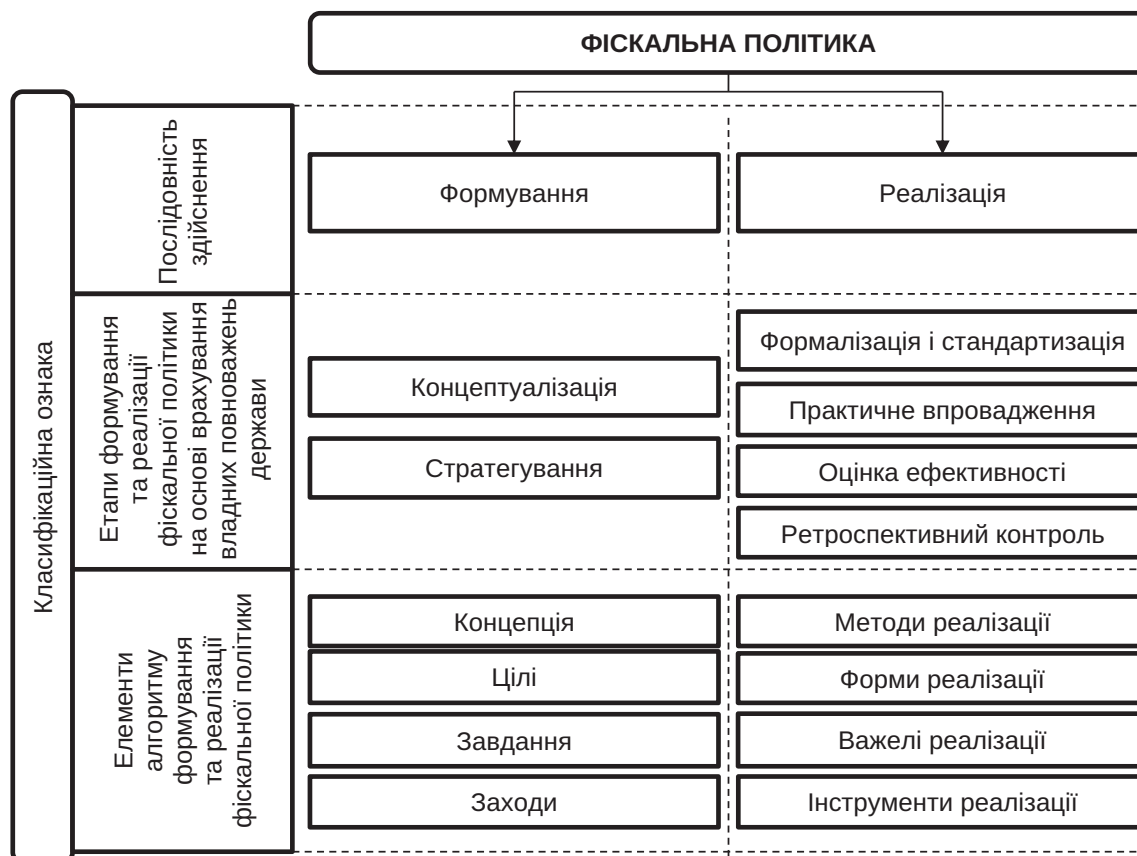 ФІСКАЛЬНА ПОЛІТИКА
Класифікаційна ознака
Послідовність
здійснення
Формування
Реалізація
Етапи формування
та реалізації
фіскальної політики
на основі врахування
владних повноважень
держави
Концептуалізація
Стратегування
Формалізація і стандартизація
Практичне впровадження
Оцінка ефективності
Ретроспективний контроль
Елементи
алгоритму
формування
та реалізації
фіскальної політики
Концепція
Цілі
Завдання
Заходи
Методи реалізації
Форми реалізації
Важелі реалізації
Інструменти реалізації